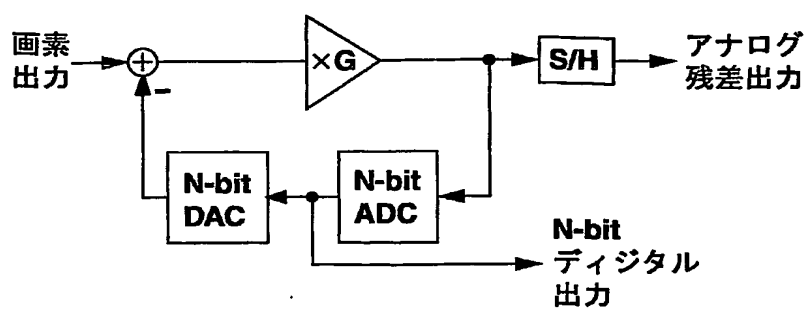 画素
出力
+
−
×G
S/H
アナログ
残差出力
N-bit
DAC
N-bit
ADC
N-bit
ディジタル
出力